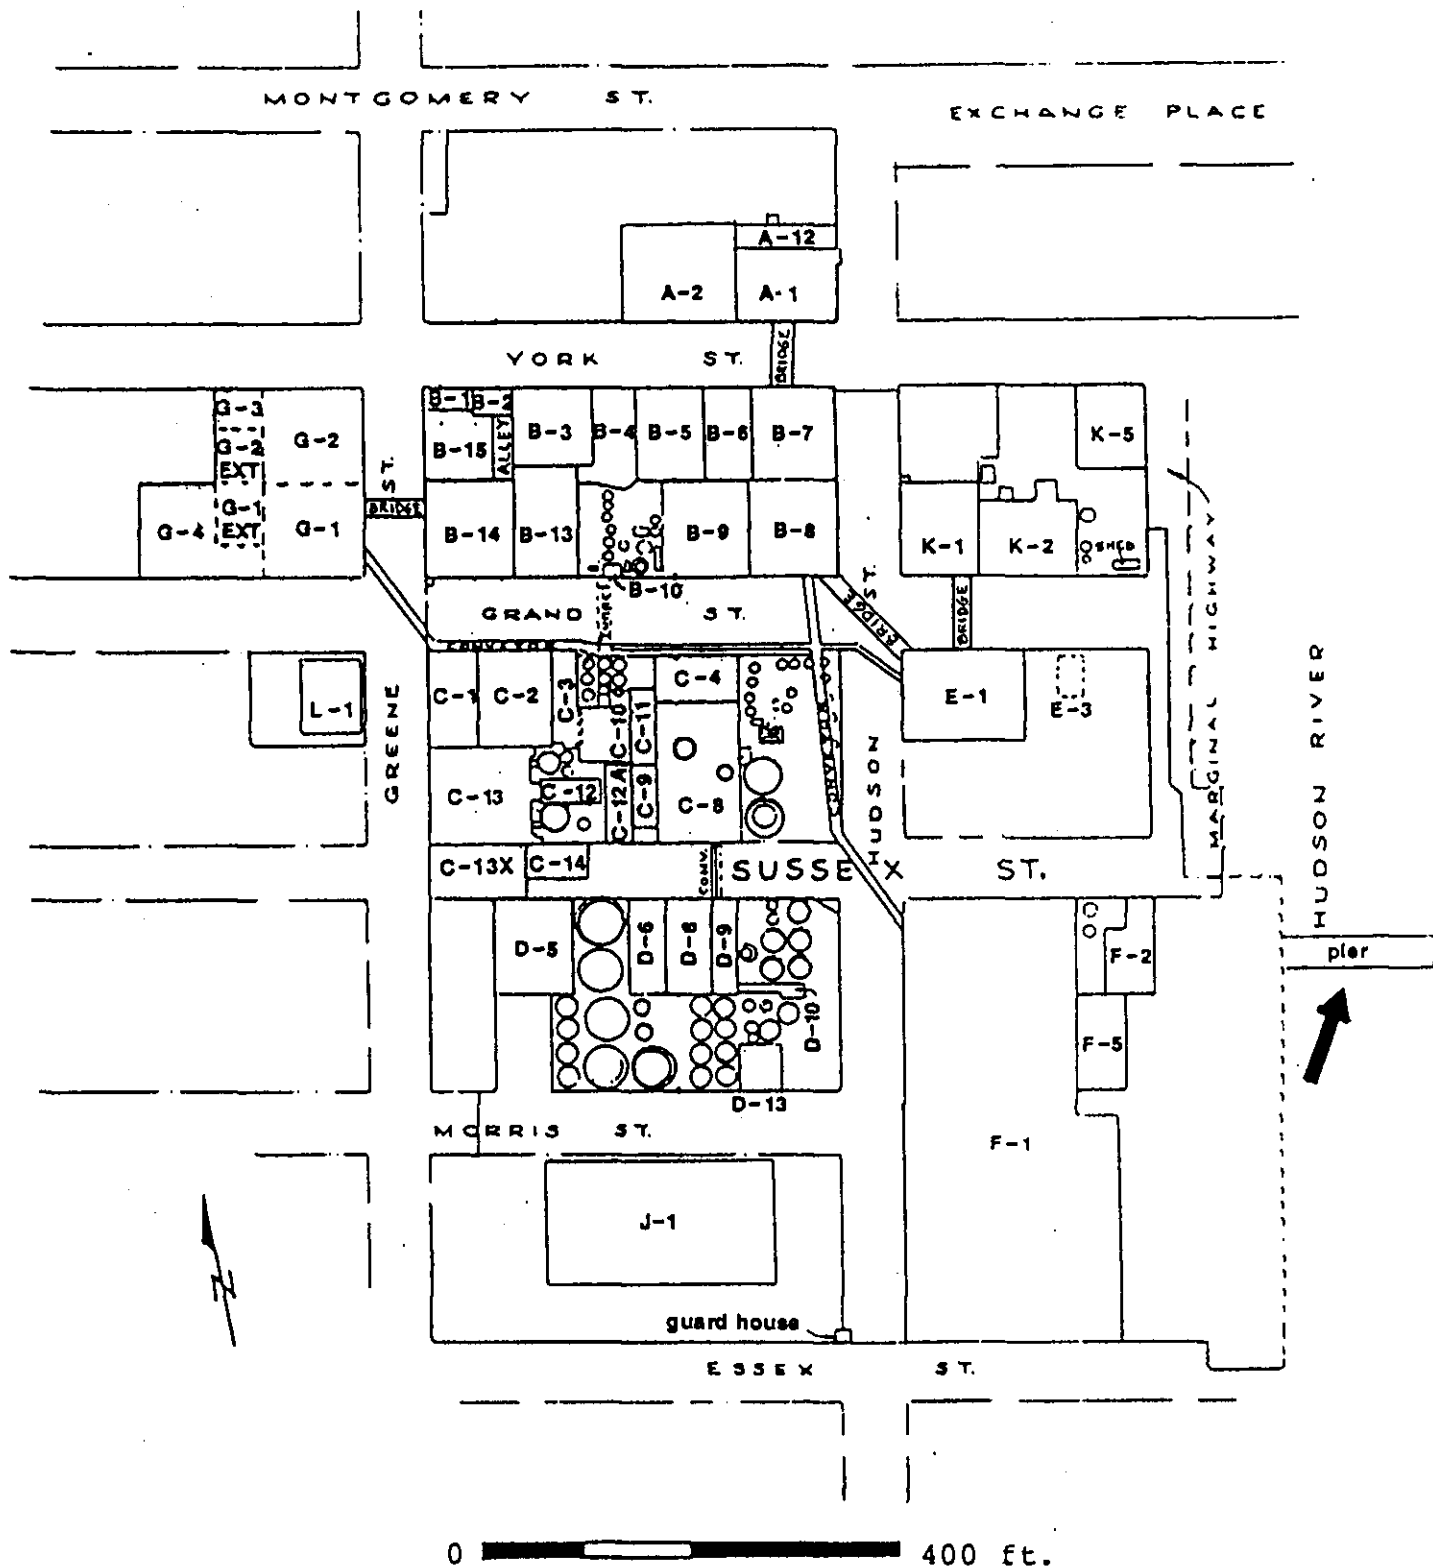 MONTGOMERY ST.
EXCHANGE PLACE
A-12
A-2 A-1
YORK ST.
BRIDGE
B-1 B-2
G-3
G-2
G-2
EXT
B-15
ALLEY
B-3 B-4 B-5 B-6 B-7
K-5
ST.
BRIDGE
G-4
G-1
EXT
G-1
B-14 B-13 B-9 B-8
K-1 K-2
SHED
B-10
GRAND ST.
TUNNEL
BRIDGE
ST.
BRIDGE
MARGINAL HIGHWAY
HUDSON RIVER
CONVEYOR
L-1
GREENE
C-1 C-2 C-3 C-10 C-11 C-4
E-1 E-3
C-13 C-12 C-12A C-9 C-8
CONVEYOR
HUDSON
C-13X C-14
CONV.
SUSSEX ST.
D-5 D-6 D-8 D-9
F-2
pier
D-10
F-5
D-13
MORRIS ST.
F-1
J-1
N
guard house
ESSEX ST.
0 400 ft.